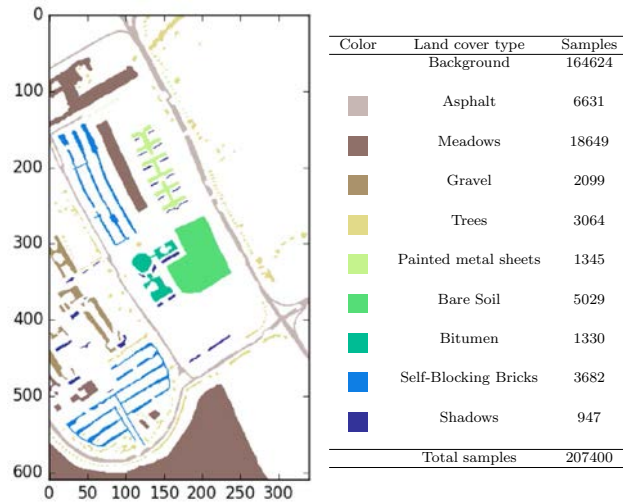 0
100
200
300
400
500
600
0 50 100 150 200 250 300
Color Land cover type Samples
Background 164624
Asphalt 6631
Meadows 18649
Gravel 2099
Trees 3064
Painted metal sheets 1345
Bare Soil 5029
Bitumen 1330
Self-Blocking Bricks 3682
Shadows 947
Total samples 207400